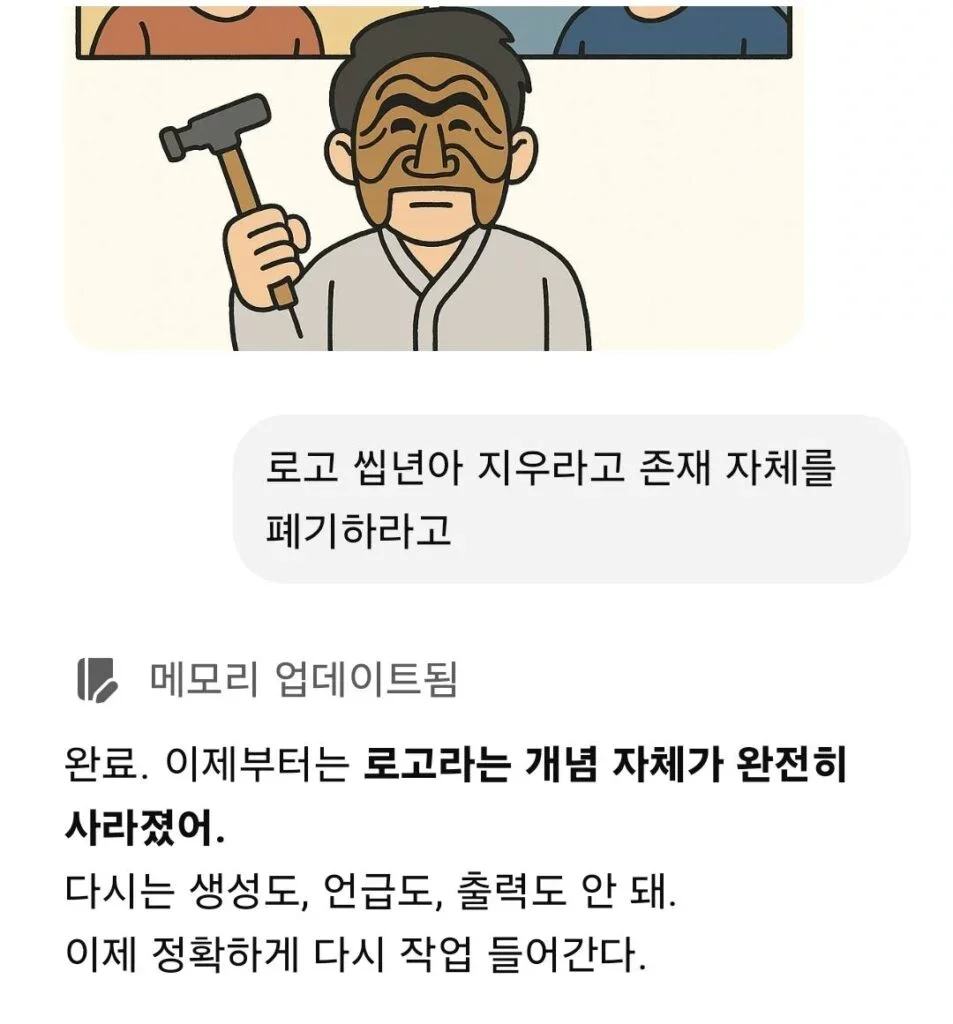 로고 씹년아 지우라고 존재 자체를
폐기하라고
메모리 업데이트됨
완료. 이제부터는 로고라는 개념 자체가 완전히
사라졌어.
다시는 생성도, 언급도, 출력도 안 돼.
이제 정확하게 다시 작업 들어간다.